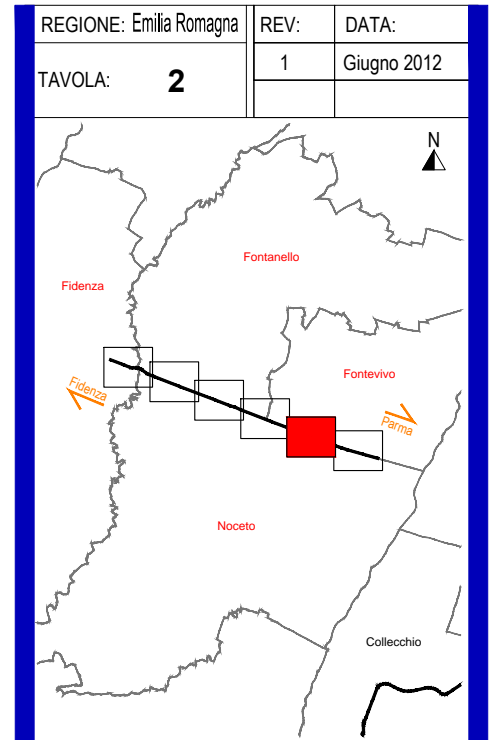 REGIONE: Emilia Romagna
REV:
DATA:
TAVOLA: 2
1
Giugno 2012
N
Fontanello
Fidenza
Fidenza
Fontevivo
Parma
Noceto
Collecchio